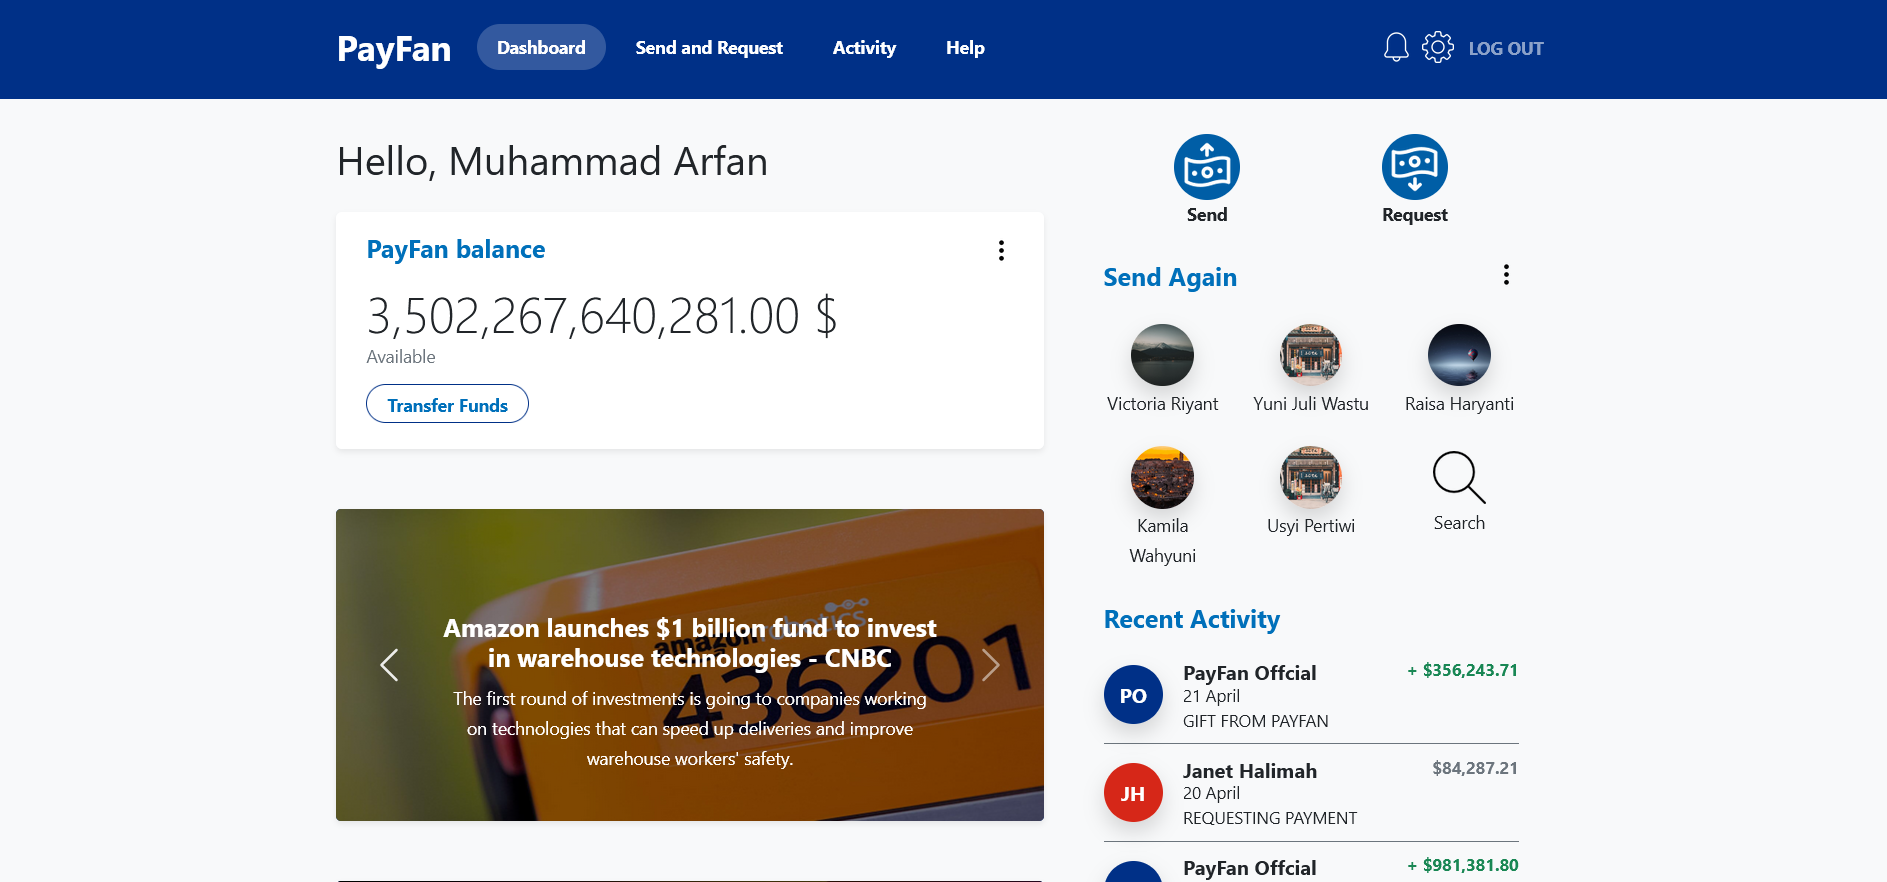 PayFan
Dashboard
Send and Request
Activity
Help
LOG OUT
Hello, Muhammad Arfan
PayFan balance
3,502,267,640,281.00 $
Available
Transfer Funds
amazon robotics
436201
Amazon launches $1 billion fund to invest
in warehouse technologies - CNBC
The first round of investments is going to companies working
on technologies that can speed up deliveries and improve
warehouse workers' safety.
Send
Request
Send Again
Victoria Riyant
Yuni Juli Wastu
Raisa Haryanti
Kamila
Wahyuni
Usyi Pertiwi
Search
Recent Activity
PO
PayFan Offcial
+ $356,243.71
21 April
GIFT FROM PAYFAN
JH
Janet Halimah
$84,287.21
20 April
REQUESTING PAYMENT
PayFan Offcial
+ $981,381.80